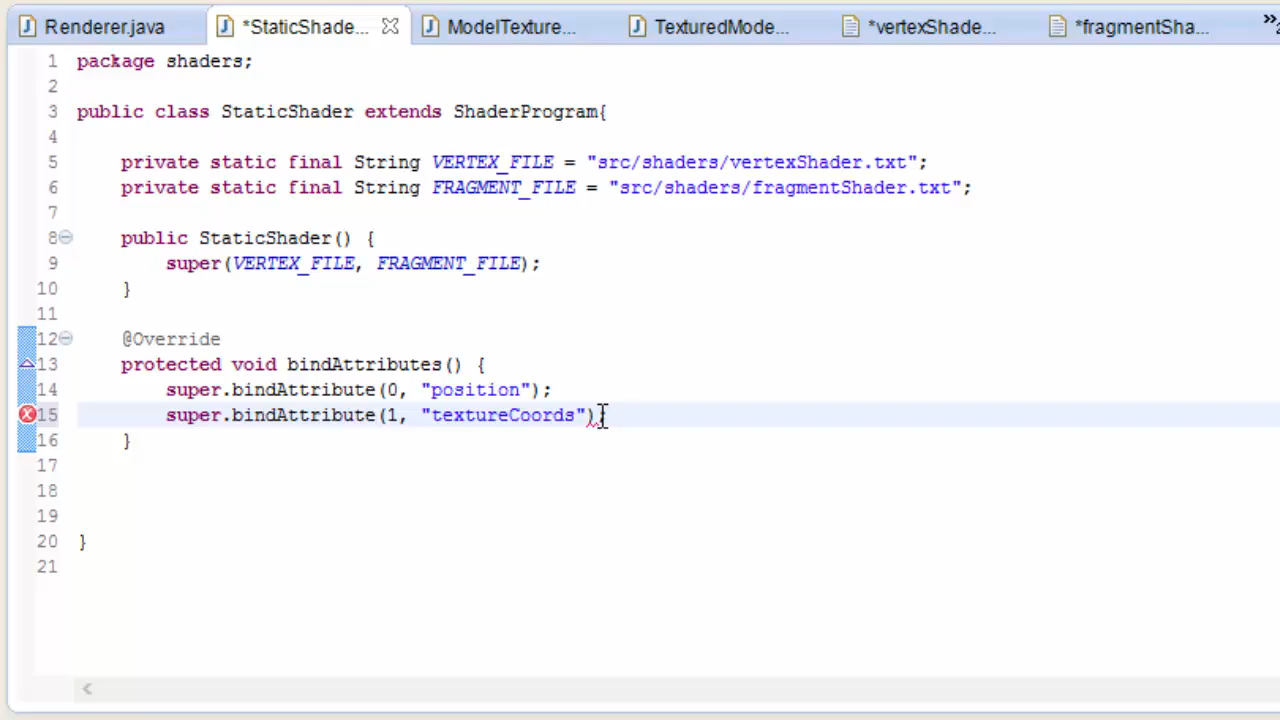 Renderer.java *StaticShade... ModelTexture... TexturedMode... *vertexShade... *fragmentSha... »
1 package shaders;
2
3 public class StaticShader extends ShaderProgram{
4
5 private static final String VERTEX_FILE = "src/shaders/vertexShader.txt";
6 private static final String FRAGMENT_FILE = "src/shaders/fragmentShader.txt";
7
8 public StaticShader() {
9 super(VERTEX_FILE, FRAGMENT_FILE);
10 }
11
12 @Override
13 protected void bindAttributes() {
14 super.bindAttribute(0, "position");
15 super.bindAttribute(1, "textureCoords")
16 }
17
18
19
20 }
21